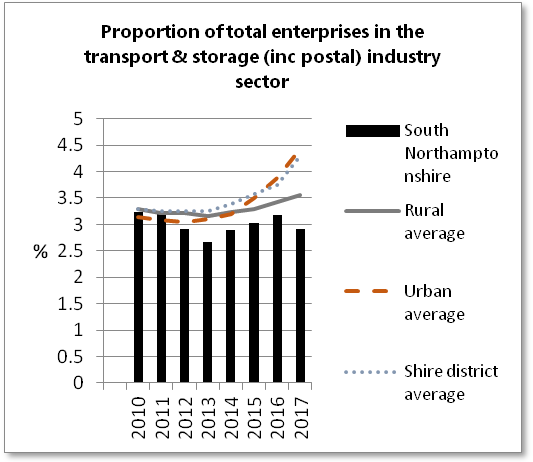 Proportion of total enterprises in the
transport & storage (inc postal) industry
sector
5
4.5
4
3.5
3
2.5
2
1.5
1
0.5
0
%
2010
2011
2012
2013
2014
2015
2016
2017
South
Northampto
nshire
Rural
average
Urban
average
Shire district
average